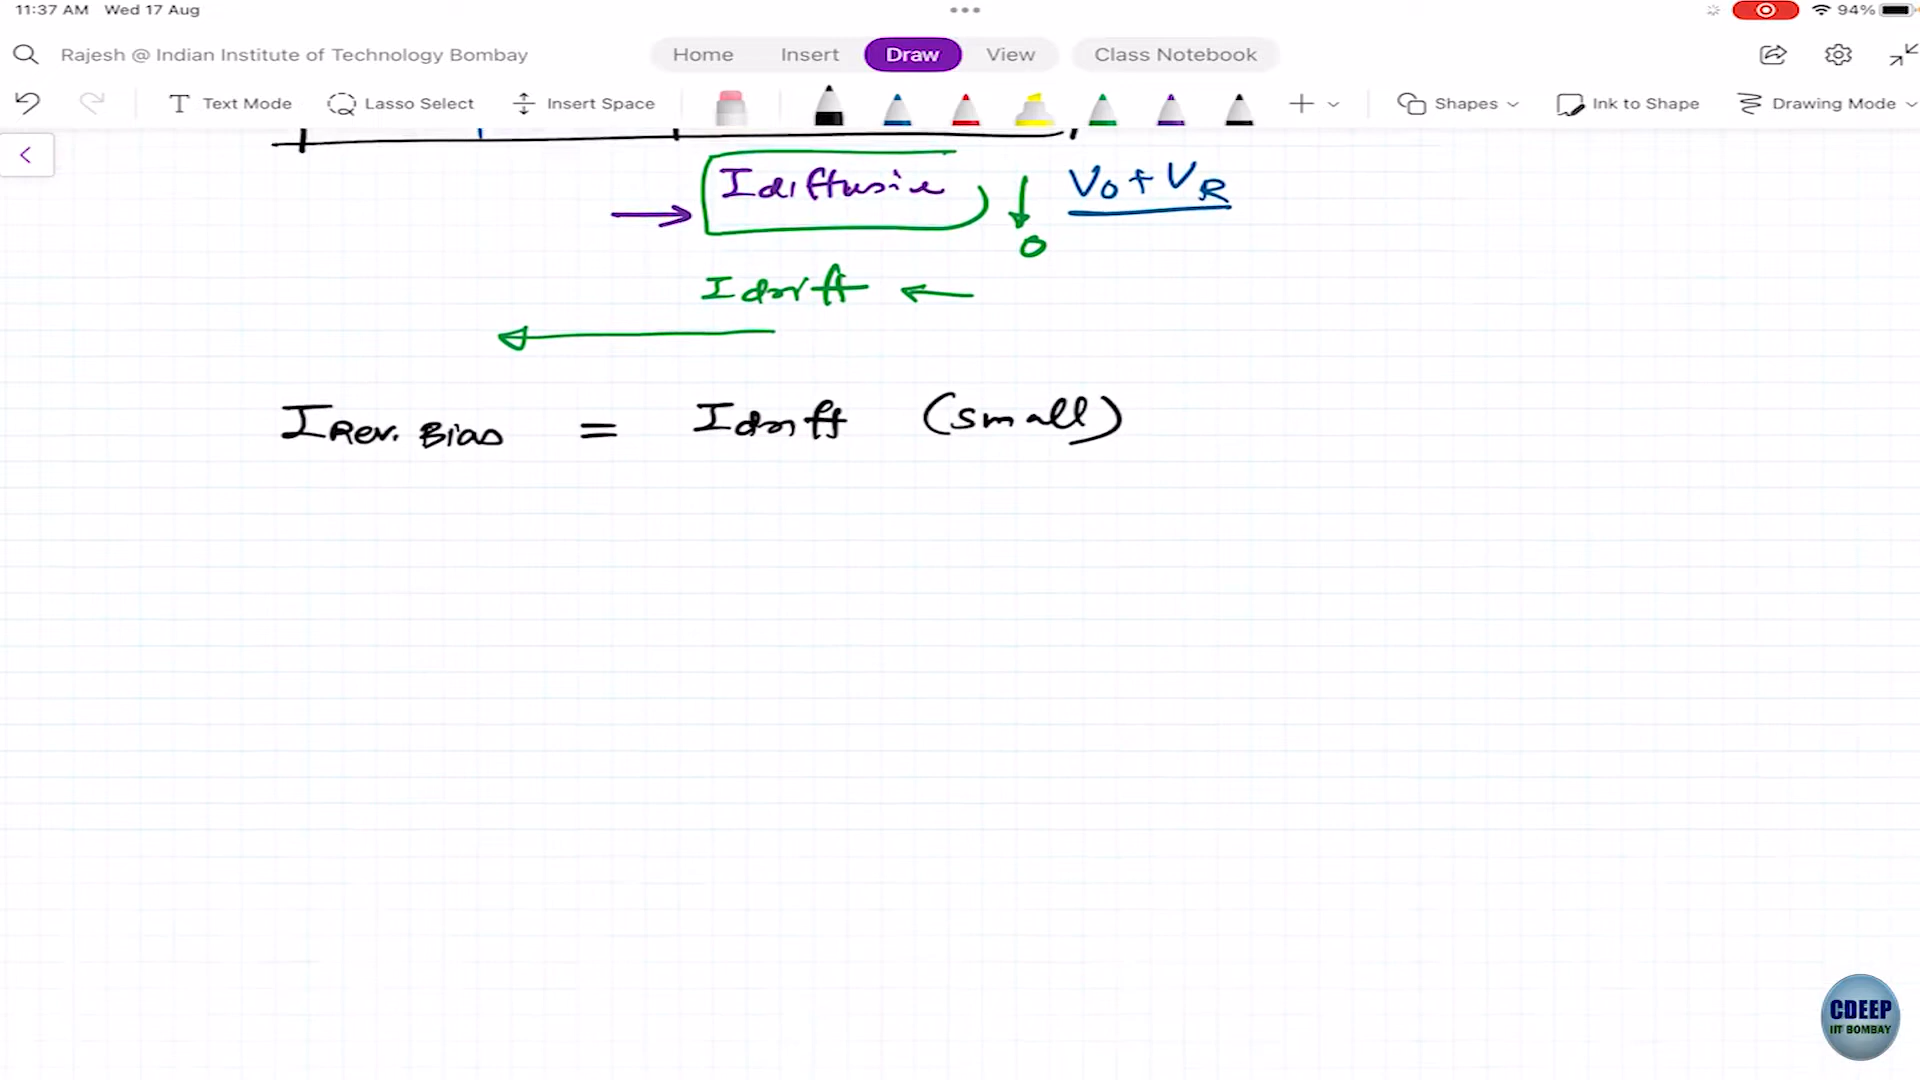 11:37 AM Wed 17 Aug 94%
Rajesh @ Indian Institute of Technology Bombay Home Insert Draw View Class Notebook
Text Mode Lasso Select Insert Space Shapes Ink to Shape Drawing Mode
Idiffusion V0 + VR
0
Idrift
IRev. Bias = Idrift (small)
CDEEP
IIT BOMBAY